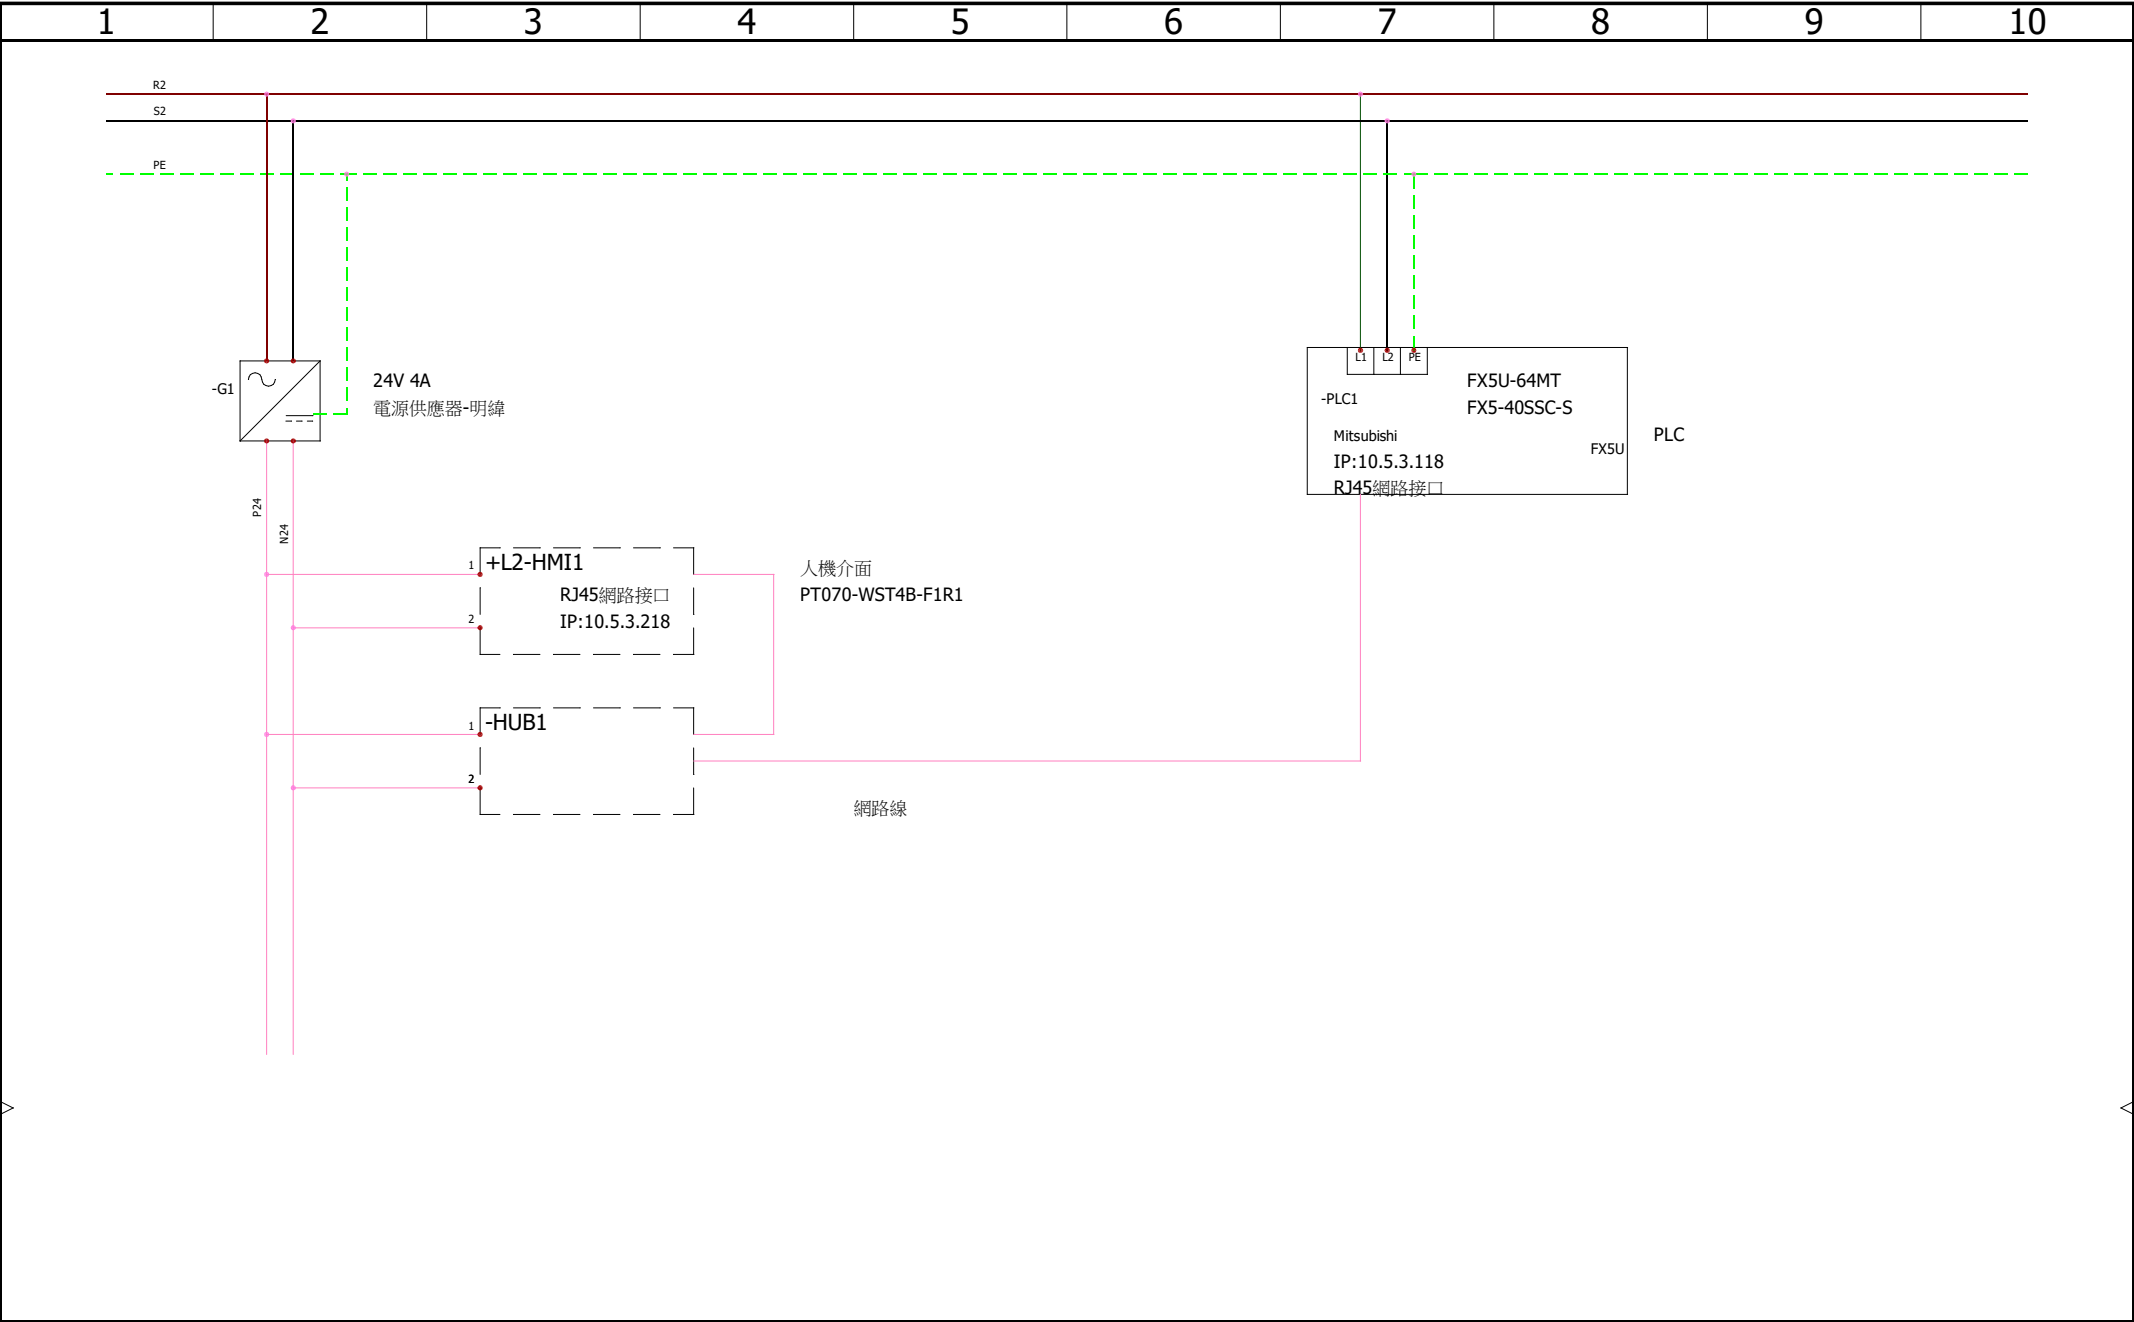 1 2 3 4 5 6 7 8 9 10
R2
S2
PE
L1 L2 PE
-G1
24V 4A
電源供應器-明緯
FX5U-64MT
FX5-40SSC-S
-PLC1
Mitsubishi
FX5U
PLC
IP:10.5.3.118
RJ45網路接口
P24
N24
1
+L2-HMI1
RJ45網路接口
2
IP:10.5.3.218
人機介面
PT070-WST4B-F1R1
1
-HUB1
2
網路線